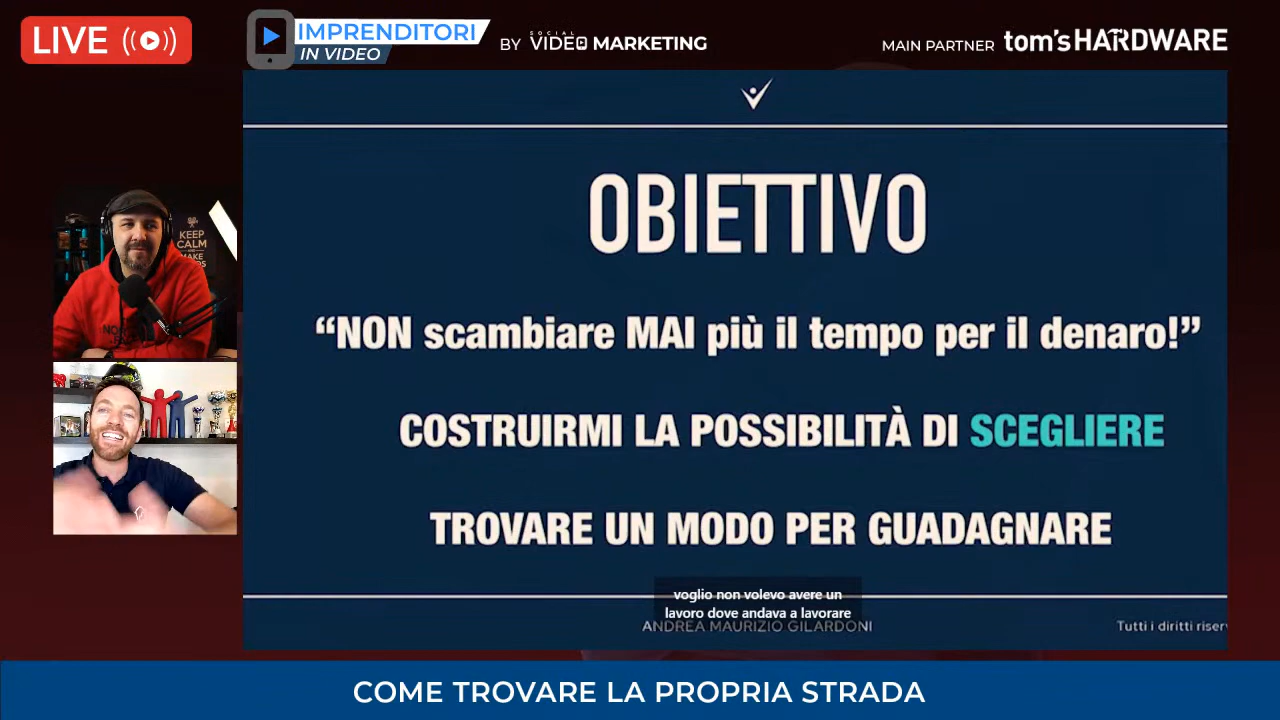 LIVE
IMPRENDITORI
IN VIDEO
BY SOCIAL VIDEO MARKETING
MAIN PARTNER tom's HARDWARE
OBIETTIVO
“NON scambiare MAI più il tempo per il denaro!”
COSTRUIRMI LA POSSIBILITÀ DI SCEGLIERE
TROVARE UN MODO PER GUADAGNARE
voglio non volevo avere un
lavoro dove andava a lavorare
ANDREA MAURIZIO GILARDONI
Tutti i diritti riser
KEEP
CALM
MAKE
COME TROVARE LA PROPRIA STRADA